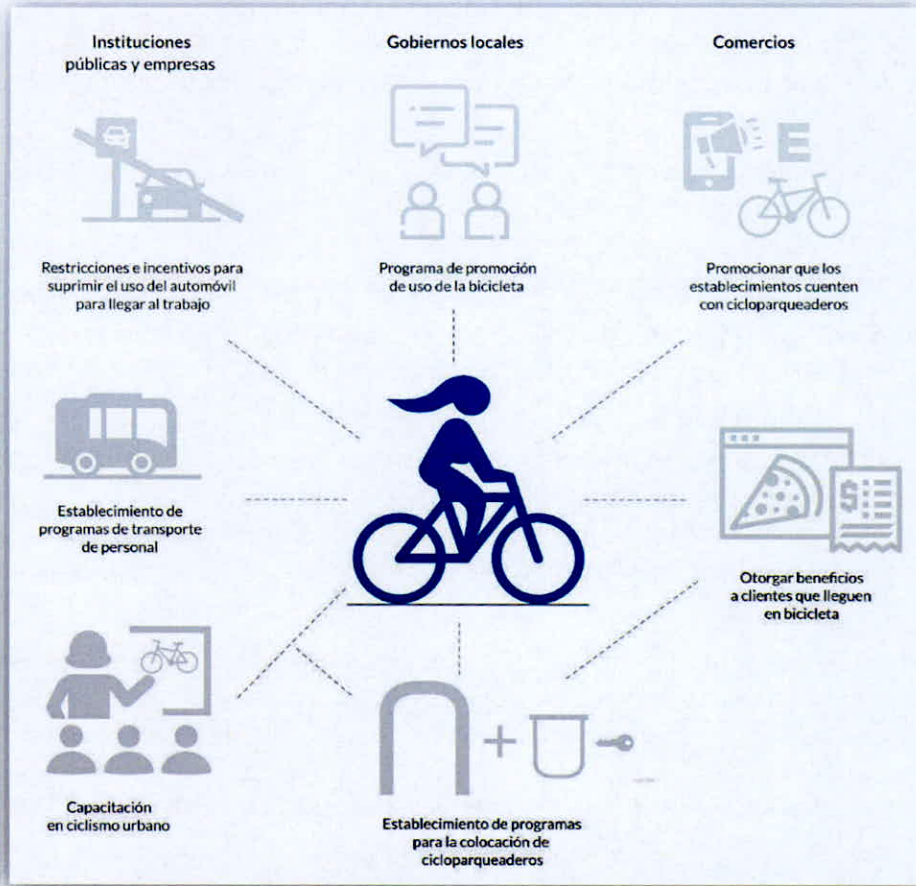 Instituciones
públicas y empresas
Gobiernos locales
Comercios
E
Restricciones e incentivos para
suprimir el uso del automóvil
para llegar al trabajo
Programa de promoción
de uso de la bicicleta
Promocionar que los
establecimientos cuenten
con cicloparqueaderos
Establecimiento de
programas de transporte
de personal
$
Otorgar beneficios
a clientes que lleguen
en bicicleta
+
Capacitación
en ciclismo urbano
Establecimiento de programas
para la colocación de
cicloparqueaderos